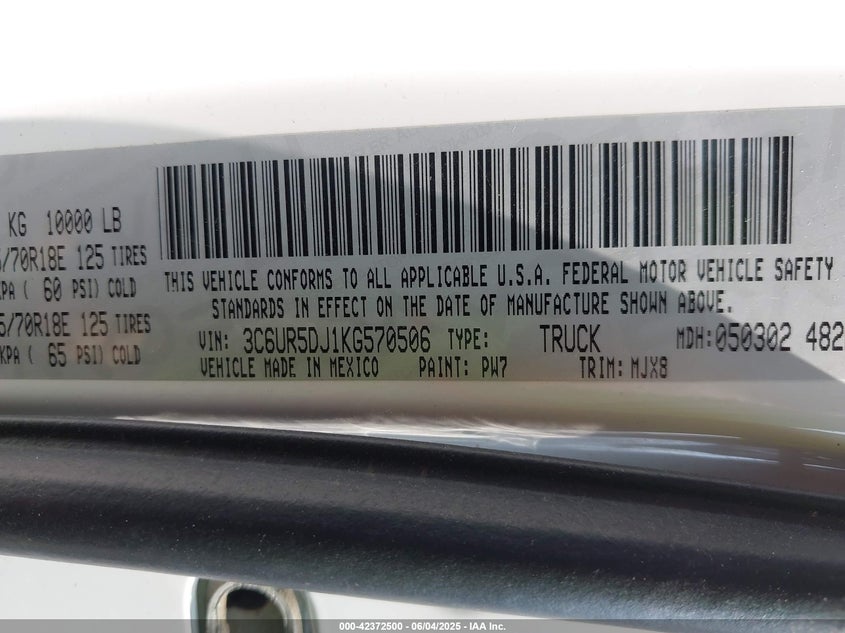 KG 10000 LB
/70R18E 125 TIRES
KPA ( 60 PSI) COLD
5/70R18E 125 TIRES
KPA ( 65 PSI) COLD
THIS VEHICLE CONFORMS TO ALL APPLICABLE U.S.A. FEDERAL MOTOR VEHICLE SAFETY
STANDARDS IN EFFECT ON THE DATE OF MANUFACTURE SHOWN ABOVE.
VIN: 3C6UR5DJ1KG570506 TYPE: TRUCK MDH:050302 482
VEHICLE MADE IN MEXICO PAINT: PW7 TRIM: MJX8
000-42372500 - 06/04/2025 - IAA Inc.